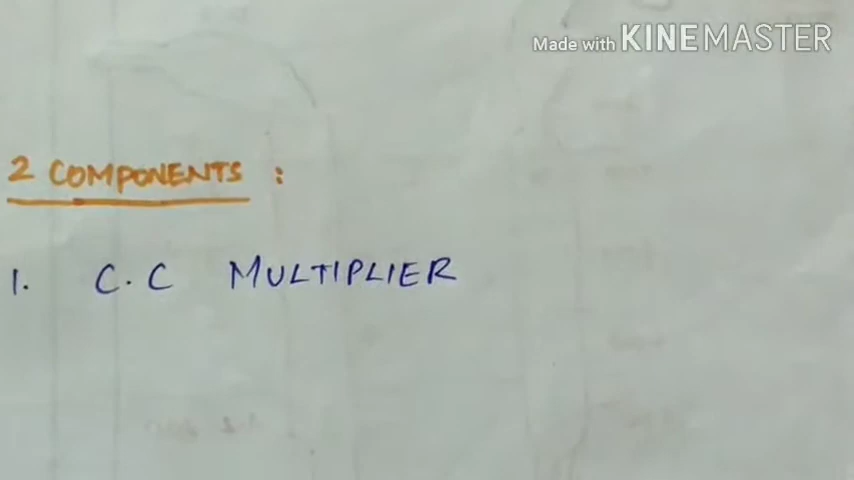 Made with KINEMASTER
2 COMPONENTS :
1. C.C MULTIPLIER